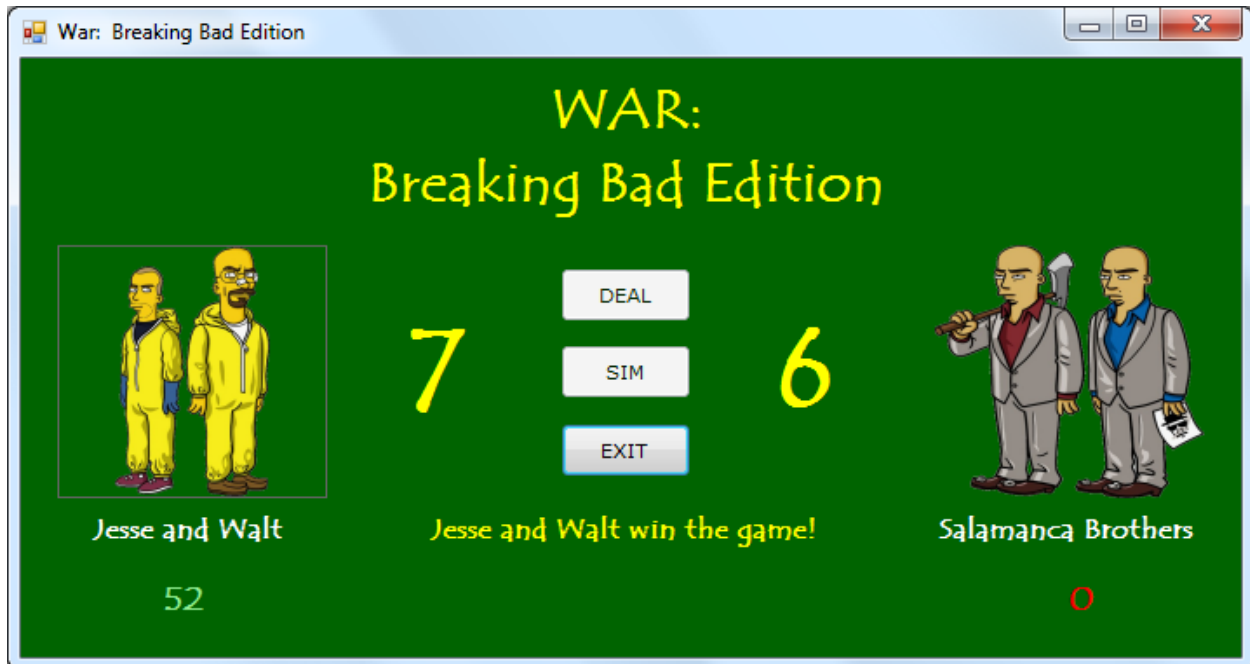 War: Breaking Bad Edition
WAR:
Breaking Bad Edition
DEAL
7
6
SIM
EXIT
Jesse and Walt
Jesse and Walt win the game!
Salamanca Brothers
52
0